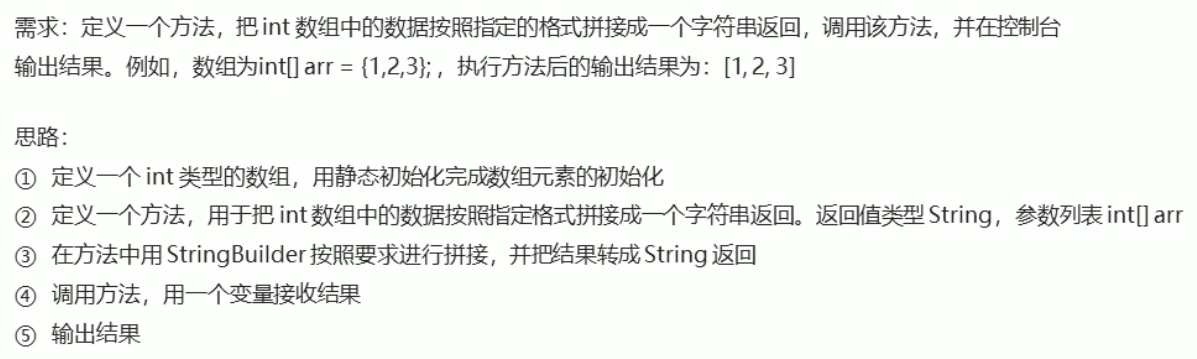 需求：定义一个方法，把 int 数组中的数据按照指定的格式拼接成一个字符串返回，调用该方法，并在控制台
输出结果。例如，数组为int[] arr = {1,2,3}; ，执行方法后的输出结果为：[1, 2, 3]
思路：
① 定义一个 int 类型的数组，用静态初始化完成数组元素的初始化
② 定义一个方法，用于把 int 数组中的数据按照指定格式拼接成一个字符串返回。返回值类型 String，参数列表 int[] arr
③ 在方法中用 StringBuilder 按照要求进行拼接，并把结果转成 String 返回
④ 调用方法，用一个变量接收结果
⑤ 输出结果